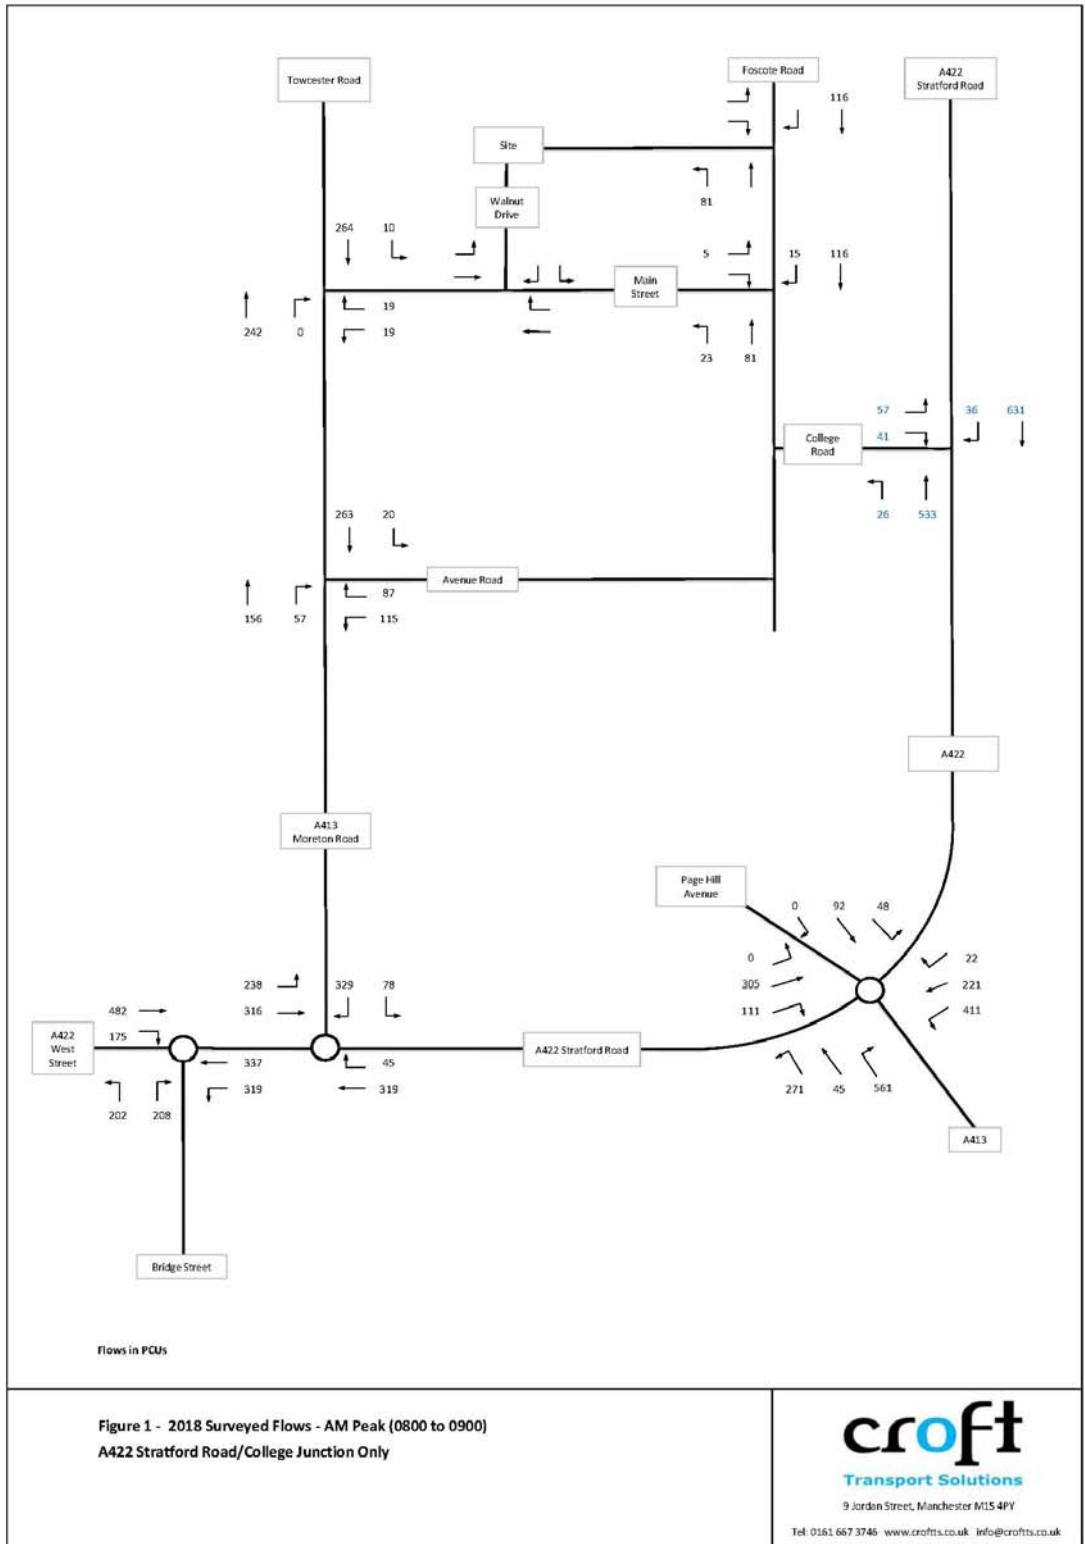 Towcester Road
Foscote Road
A422
Stratford Road
116
Site
81
Walnut
Drive
264 10
5 15 116
Main
Street
19
242 0 19
23 81
57 36 631
41
College
Road
26 533
263 20
Avenue Road
87
156 57 115
A422
A413
Moreton Road
Page Hill
Avenue
0 92 48
0 22
305 221
111 411
238 329 78
482 316
175
A422
West
Street
A422 Stratford Road
337 45
319 319
202 208
271 45 561
A413
Bridge Street
Flows in PCUs
Figure 1 - 2018 Surveyed Flows - AM Peak (0800 to 0900)
A422 Stratford Road/College Junction Only
croft
Transport Solutions
9 Jordan Street, Manchester M15 4PY
Tel: 0161 667 3746 www.croftts.co.uk info@croftts.co.uk